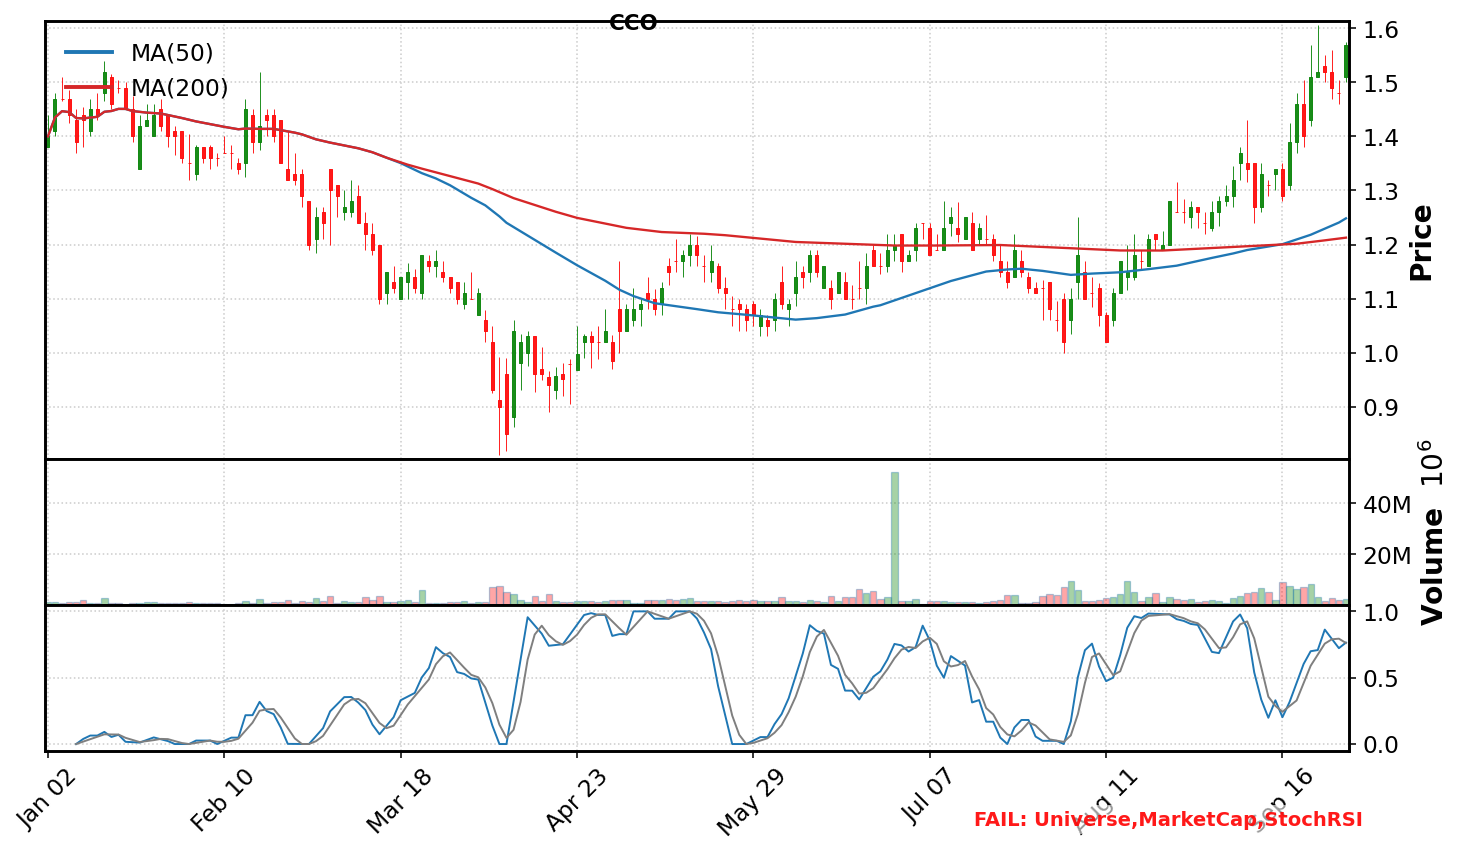 CCO
MA(50)
MA(200)
1.6
1.5
1.4
1.3
1.2
1.1
1.0
0.9
Price
40M
20M
Volume 10^6
1.0
0.5
0.0
Jan 02
Feb 10
Mar 18
Apr 23
May 29
Jul 07
Aug 11
Sep 16
FAIL: Universe,MarketCap,StochRSI